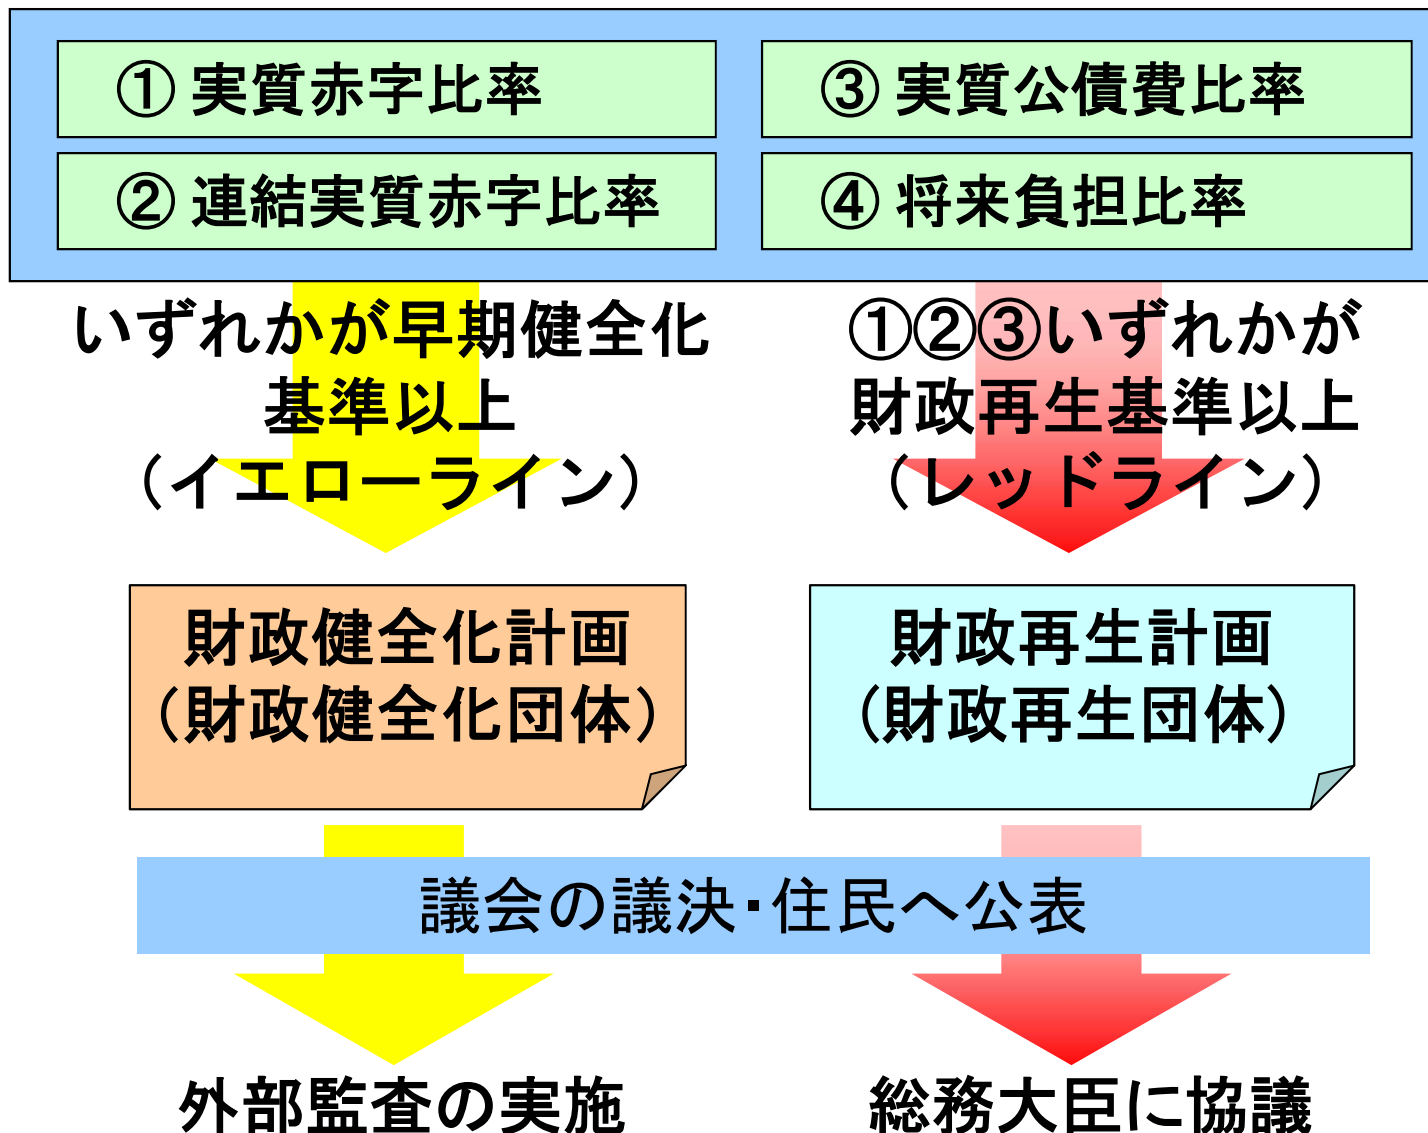 ① 実質赤字比率
② 連結実質赤字比率
③ 実質公債費比率
④ 将来負担比率
いずれかが早期健全化
基準以上
（イエローライン）
①②③いずれかが
財政再生基準以上
（レッドライン）
財政健全化計画
（財政健全化団体）
財政再生計画
（財政再生団体）
議会の議決・住民へ公表
外部監査の実施
総務大臣に協議